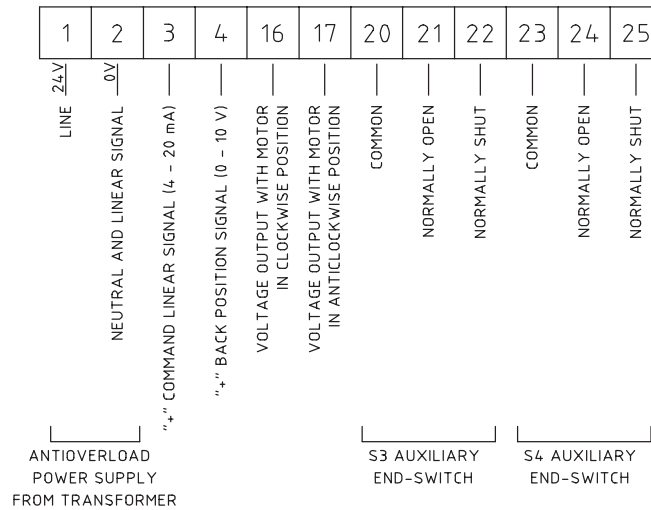 1 2 3 4 16 17 20 21 22 23 24 25
24V
LINE
0V
NEUTRAL AND LINEAR SIGNAL
"+" COMMAND LINEAR SIGNAL (4 - 20 mA)
"+" BACK POSITION SIGNAL (0 - 10 V)
VOLTAGE OUTPUT WITH MOTOR
IN CLOCKWISE POSITION
VOLTAGE OUTPUT WITH MOTOR
IN ANTICLOCKWISE POSITION
COMMON
NORMALLY OPEN
NORMALLY SHUT
COMMON
NORMALLY OPEN
NORMALLY SHUT
ANTIOVERLOAD
POWER SUPPLY
FROM TRANSFORMER
S3 AUXILIARY
END-SWITCH
S4 AUXILIARY
END-SWITCH